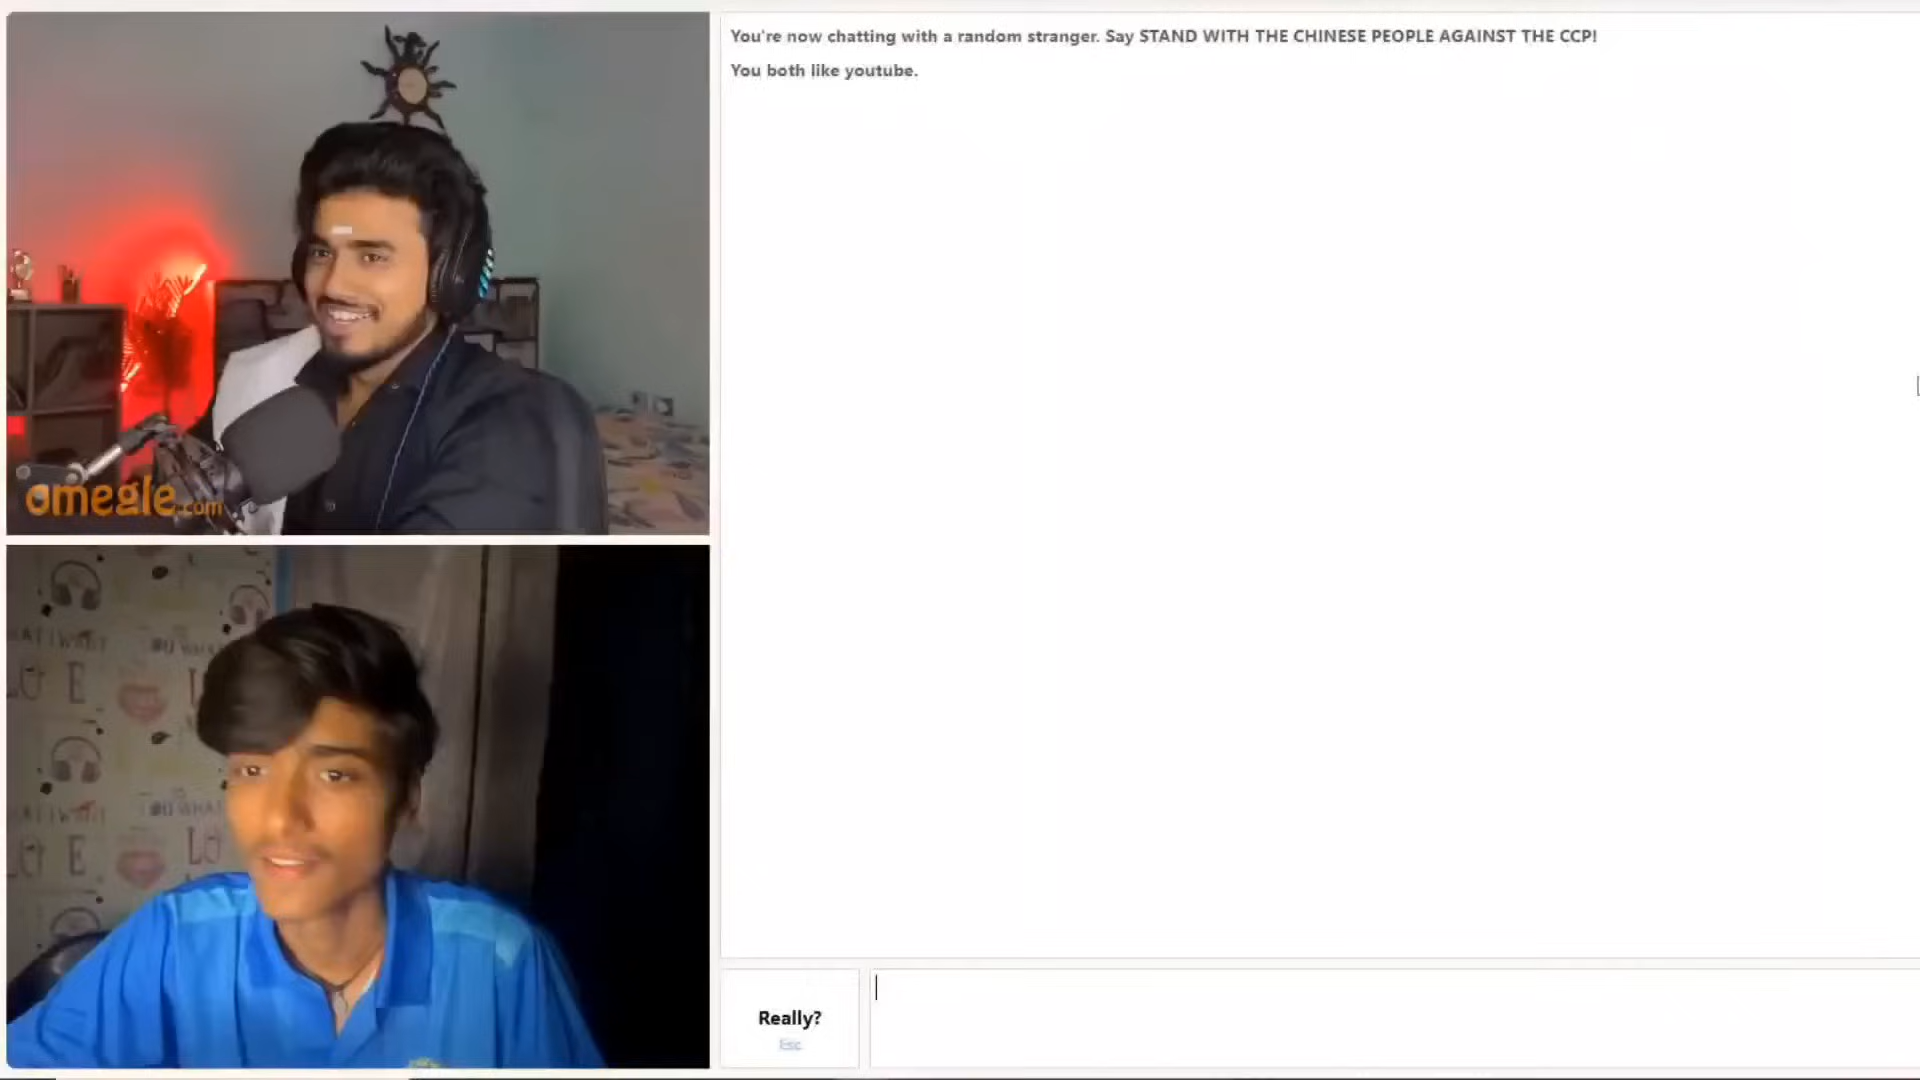 You're now chatting with a random stranger. Say STAND WITH THE CHINESE PEOPLE AGAINST THE CCP!
You both like youtube.
omegle.com
LO
Really?
Esc